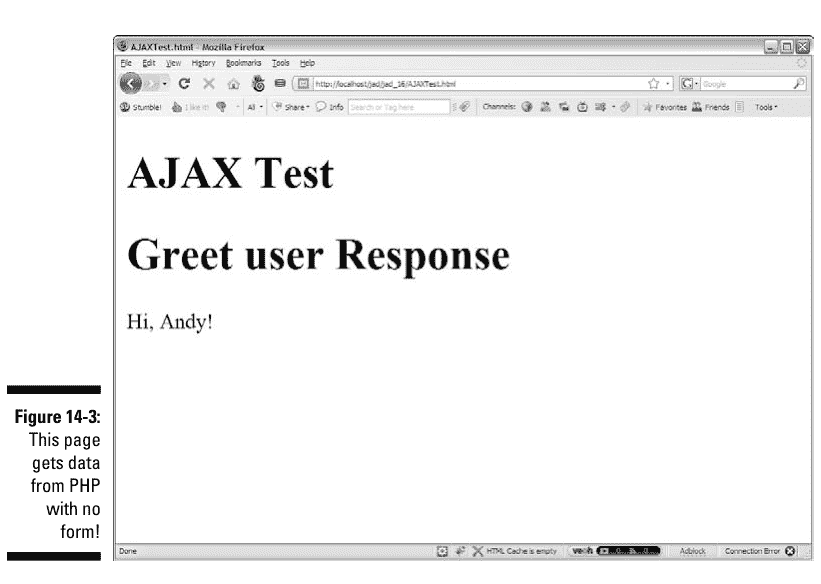 AJAXTest.html - Mozilla Firefox
File Edit View History Bookmarks Tools Help
http://localhost/jad/jad_16/AJAXTest.html Google
Stumble! I like it! All Share Info Search or Tag here Channels: Favorites Friends Tools
AJAX Test
Greet user Response
Hi, Andy!
Figure 14-3:
This page
gets data
from PHP
with no
form!
Done HTML Cache is empty veoh Adblock Connection Error